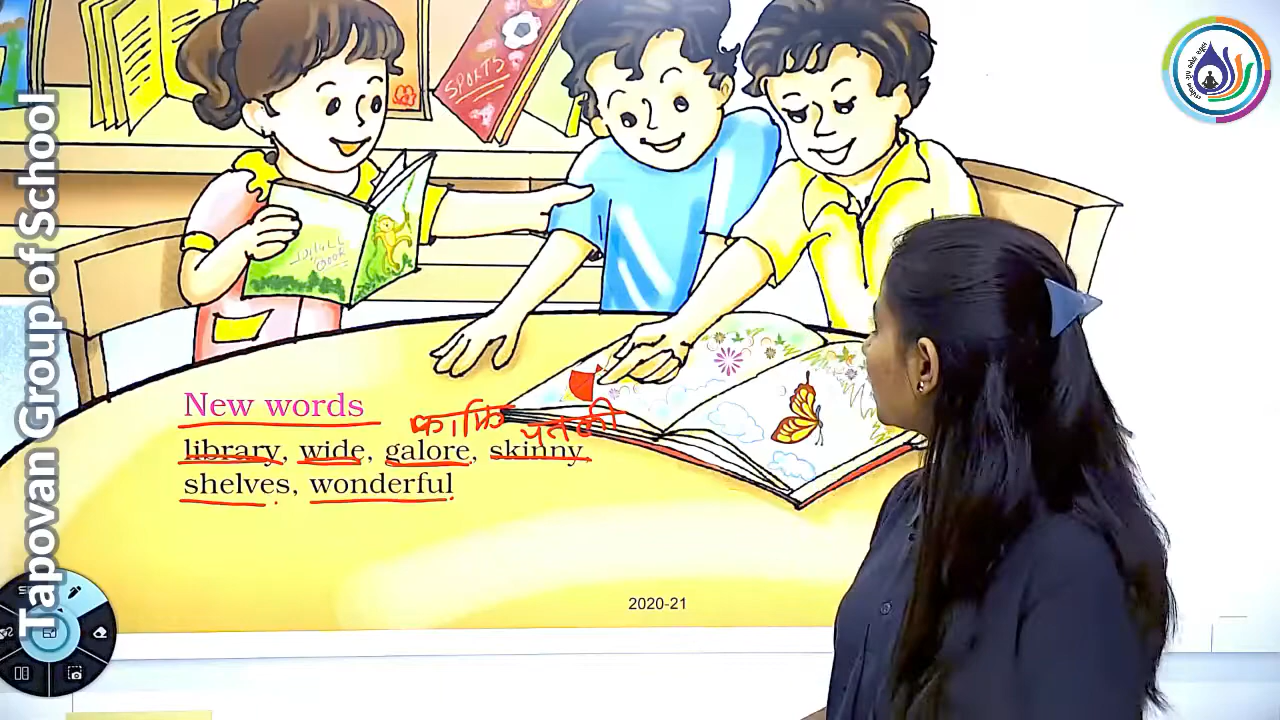 Tapovan Group of School
SPORTS
New words
काफि पतली
library, wide, galore, skinny
shelves, wonderful
2020-21